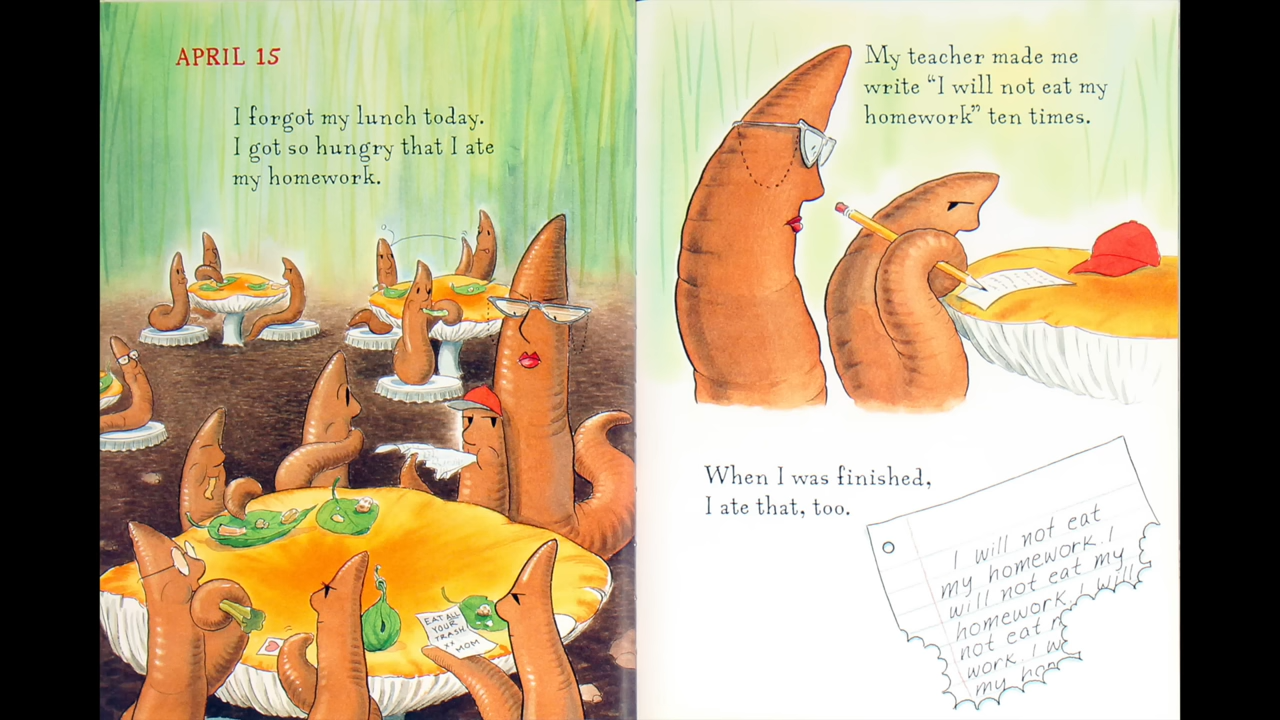 APRIL 15
I forgot my lunch today.
I got so hungry that I ate
my homework.
EAT ALL
YOUR
TRASH!
XX
MOM
My teacher made me
write “I will not eat my
homework” ten times.
When I was finished,
I ate that, too.
I will not eat
my homework. I
will not eat my
homework. I will
not eat
work. I w
my ho